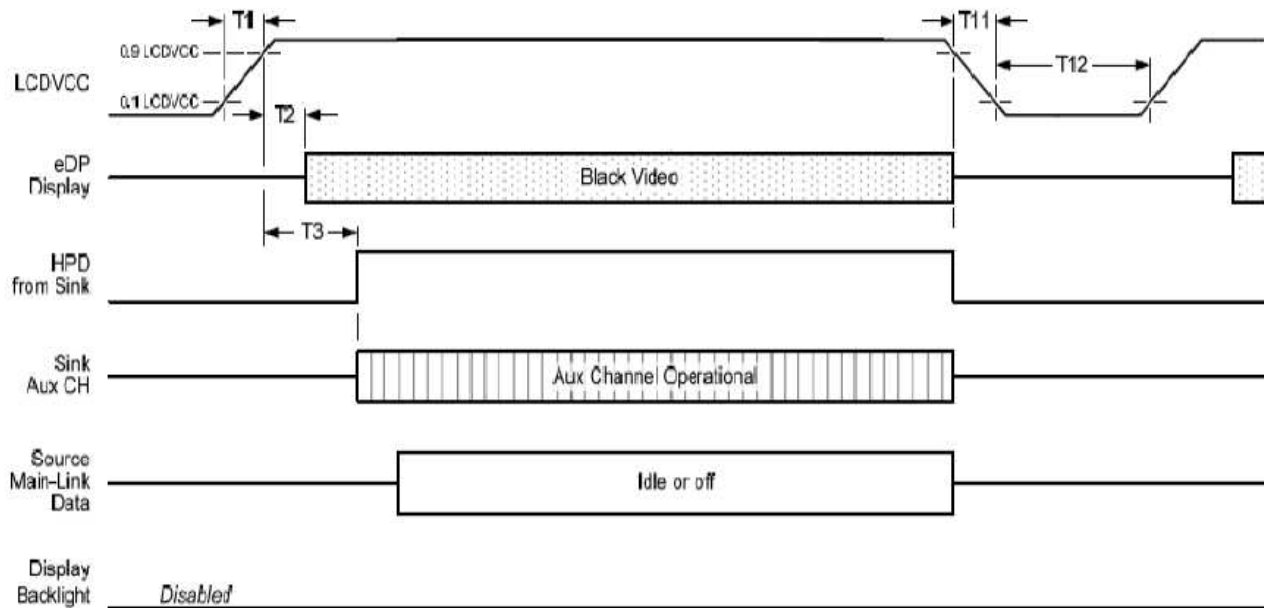 T1
0.9 LCDVCC
LCDVCC
0.1 LCDVCC
T2
T11
T12
eDP
Display
Black Video
T3
HPD
from Sink
Sink
Aux CH
Aux Channel Operational
Source
Main-Link
Data
Idle or off
Display
Backlight
Disabled